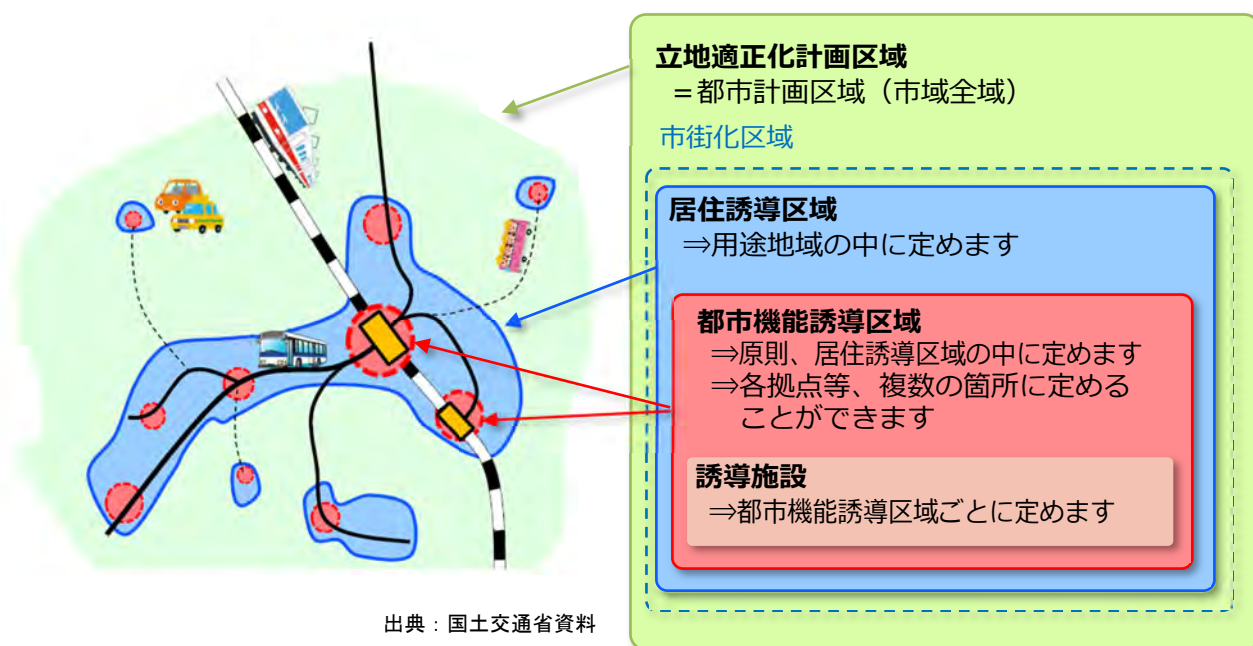 立地適正化計画区域
＝都市計画区域（市域全域）
市街化区域
居住誘導区域
⇒用途地域の中に定めます
都市機能誘導区域
⇒原則、居住誘導区域の中に定めます
⇒各拠点等、複数の箇所に定める
ことができます
誘導施設
⇒都市機能誘導区域ごとに定めます
出典：国土交通省資料